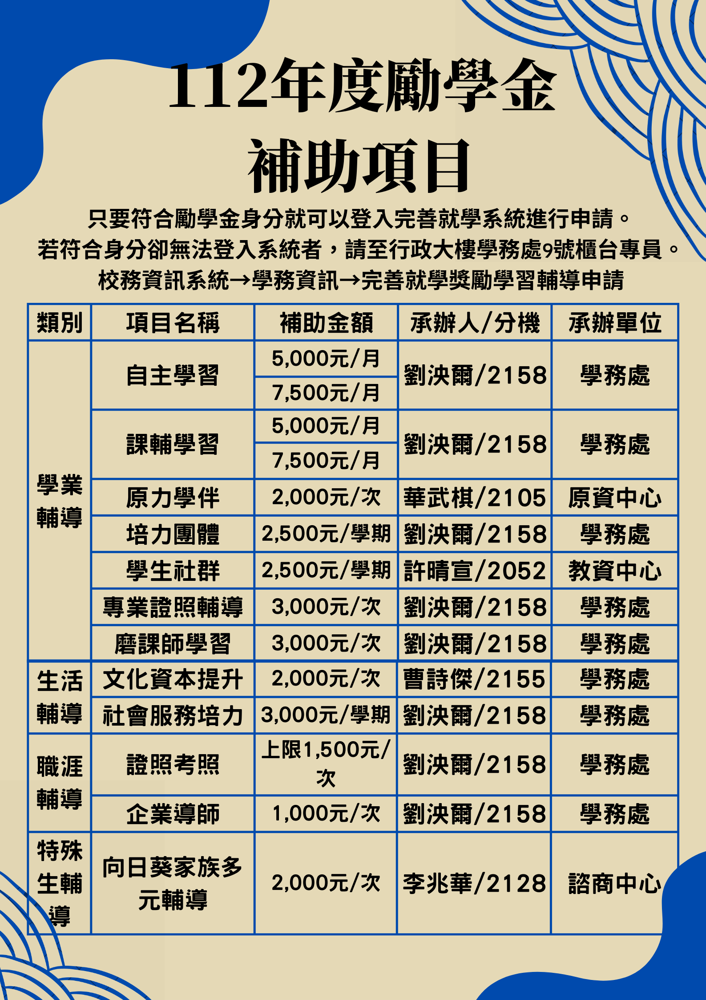 112年度勵學金
補助項目
只要符合勵學金身分就可以登入完善就學系統進行申請。
若符合身分卻無法登入系統者，請至行政大樓學務處9號櫃台專員。
校務資訊系統→學務資訊→完善就學獎勵學習輔導申請
類別 項目名稱 補助金額 承辦人/分機 承辦單位
學業
輔導
自主學習 5,000元/月 劉泱爾/2158 學務處
7,500元/月
課輔學習 5,000元/月 劉泱爾/2158 學務處
7,500元/月
原力學伴 2,000元/次 華武棋/2105 原資中心
培力團體 2,500元/學期 劉泱爾/2158 學務處
學生社群 2,500元/學期 許晴宣/2052 教資中心
專業證照輔導 3,000元/次 劉泱爾/2158 學務處
磨課師學習 3,000元/次 劉泱爾/2158 學務處
生活
輔導
文化資本提升 2,000元/次 曹詩傑/2155 學務處
社會服務培力 3,000元/學期 劉泱爾/2158 學務處
職涯
輔導
證照考照 上限1,500元/
次
劉泱爾/2158 學務處
企業導師 1,000元/次 劉泱爾/2158 學務處
特殊
生輔
導
向日葵家族多
元輔導
2,000元/次 李兆華/2128 諮商中心